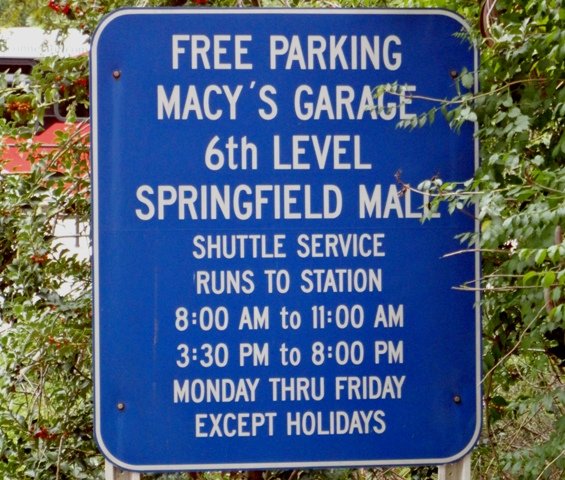 FREE PARKING
MACY'S GARAGE
6th LEVEL
SPRINGFIELD MALL
SHUTTLE SERVICE
RUNS TO STATION
8:00 AM to 11:00 AM
3:30 PM to 8:00 PM
MONDAY THRU FRIDAY
EXCEPT HOLIDAYS